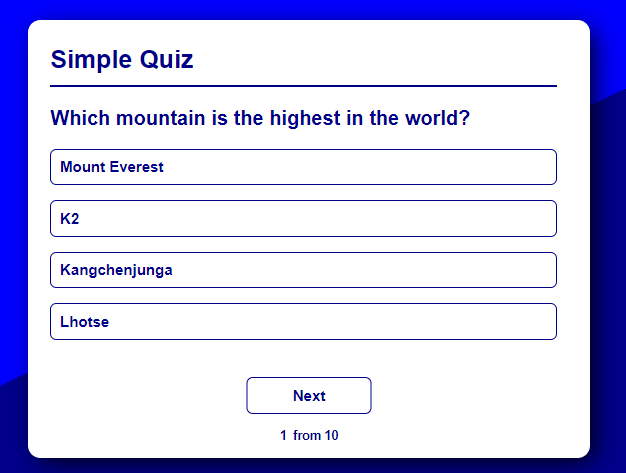 Simple Quiz
Which mountain is the highest in the world?
Mount Everest
K2
Kangchenjunga
Lhotse
Next
1 from 10